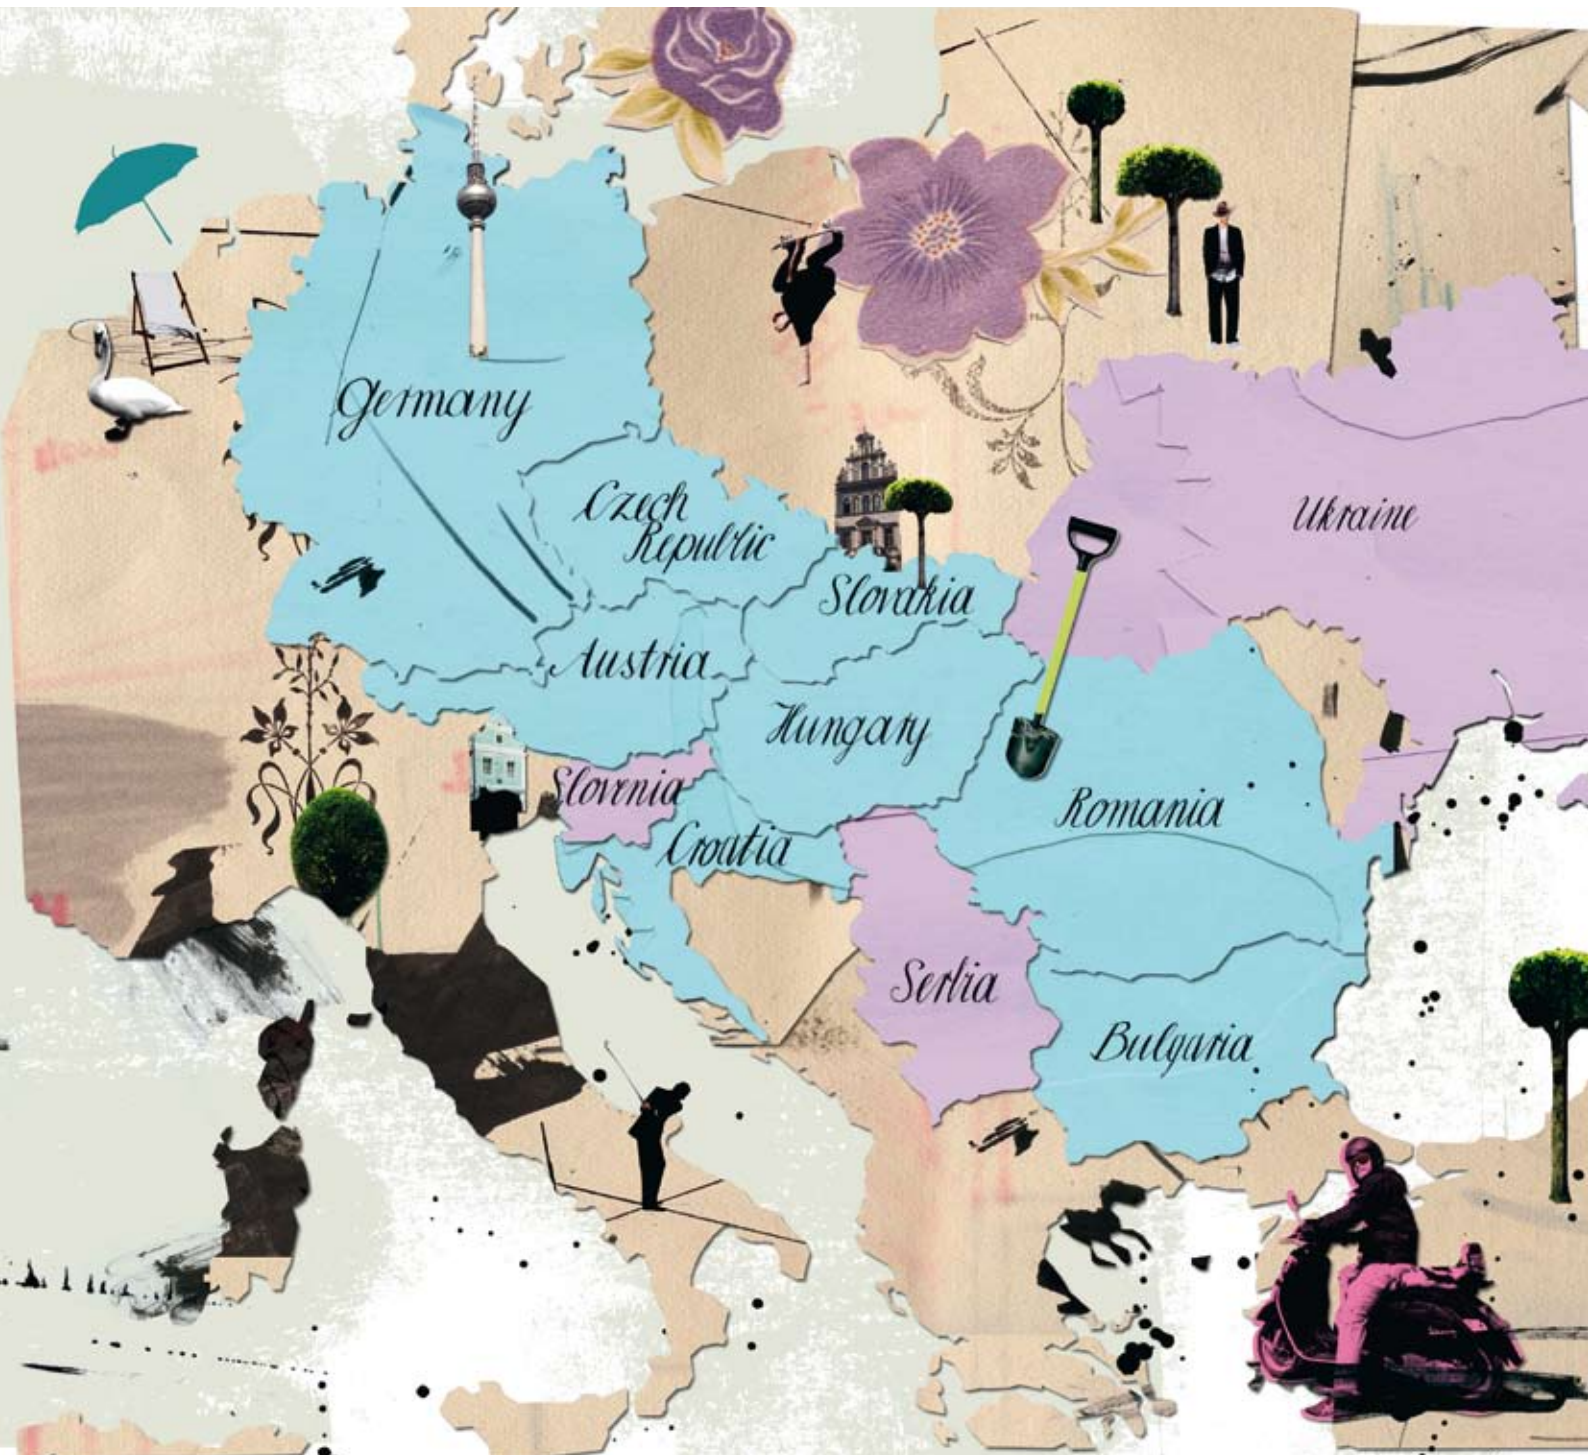 Germany
Czech
Republic
Ukraine
Slovakia
Austria
Hungary
Slovenia
Romania
Croatia
Serbia
Bulgaria